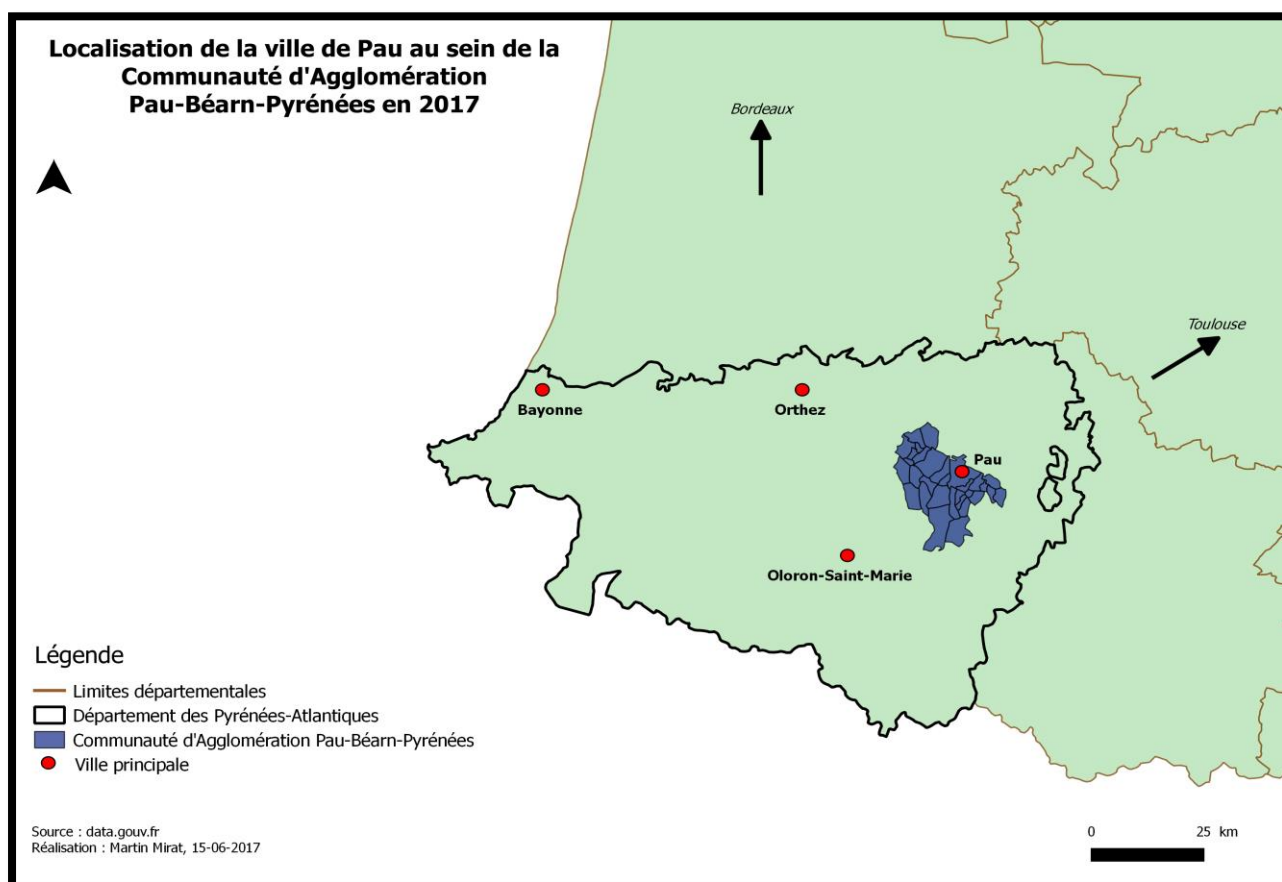 Localisation de la ville de Pau au sein de la
Communauté d'Agglomération
Pau-Béarn-Pyrénées en 2017
Bordeaux
Toulouse
Bayonne
Orthez
Pau
Oloron-Saint-Marie
Légende
Limites départementales
Département des Pyrénées-Atlantiques
Communauté d'Agglomération Pau-Béarn-Pyrénées
Ville principale
Source : data.gouv.fr
Réalisation : Martin Mirat, 15-06-2017
0 25 km